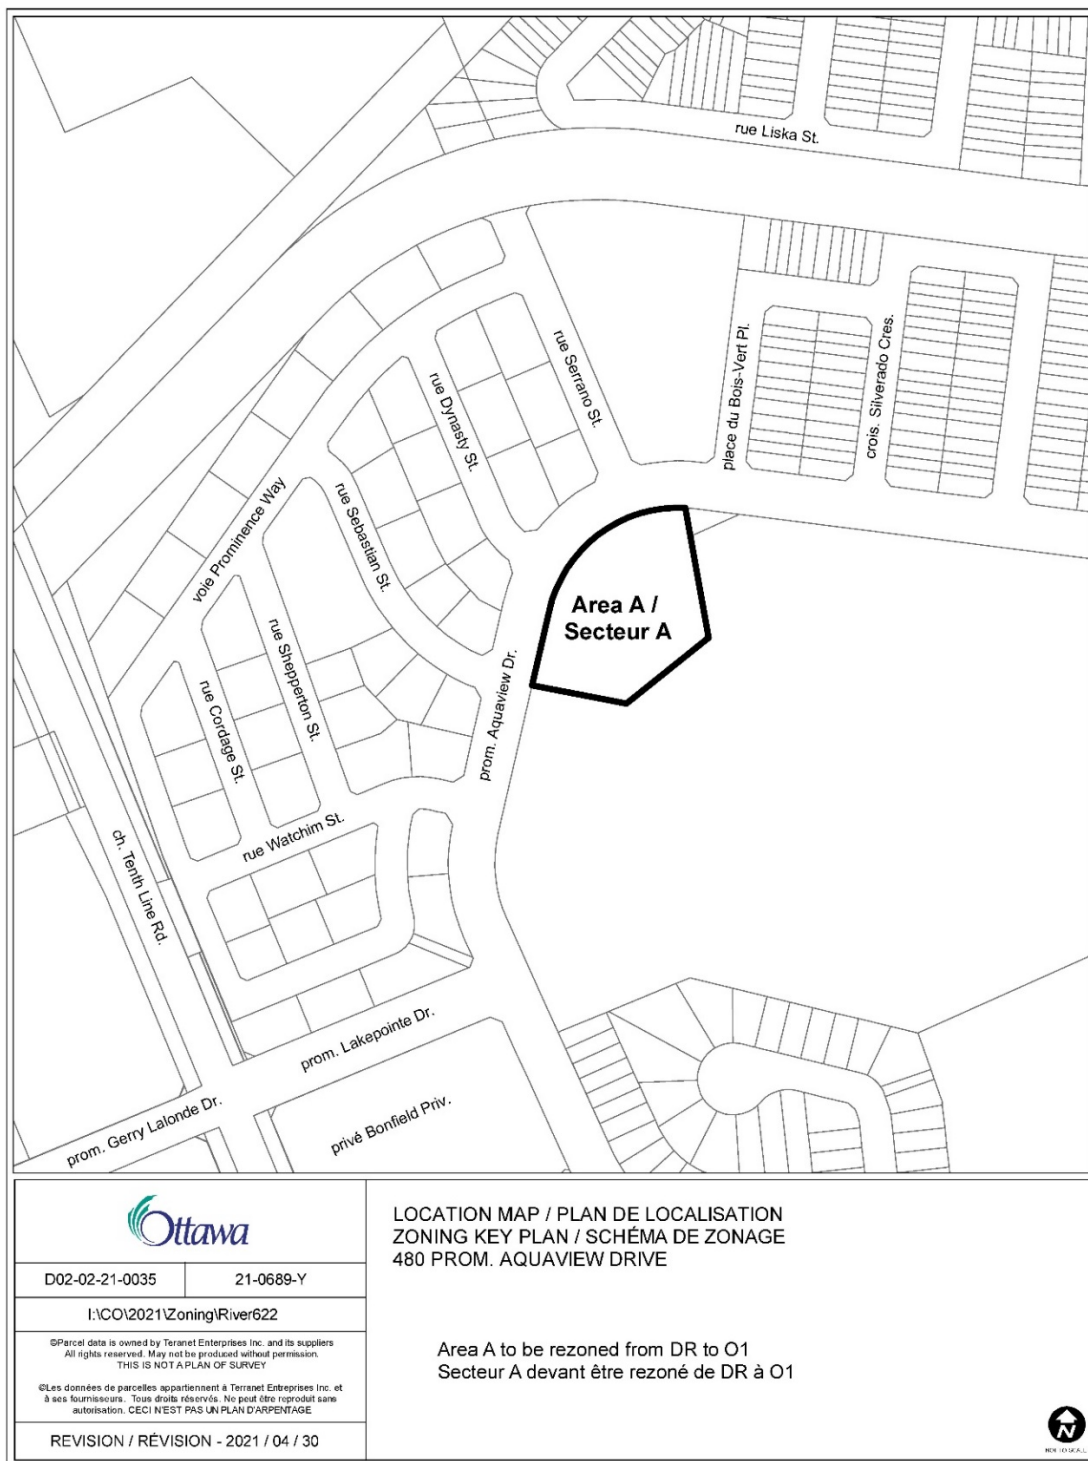 rue Liska St.
rue Serrano St.
place du Bois-Vert Pl.
crois. Silverado Cres.
rue Dynasty St.
voie Prominence Way
rue Sebastian St.
Area A /
Secteur A
rue Shepperton St.
rue Cordage St.
prom. Aquaview Dr.
rue Watchim St.
ch. Tenth Line Rd.
prom. Lakepointe Dr.
prom. Gerry Lalonde Dr.
privé Bonfield Priv.
Ottawa
D02-02-21-0035
21-0689-Y
I:\CO\2021\Zoning\River622
©Parcel data is owned by Teranet Enterprises Inc. and its suppliers
All rights reserved. May not be produced without permission.
THIS IS NOT A PLAN OF SURVEY
©Les données de parcelles appartiennent à Terranet Entreprises Inc. et
à ses fournisseurs. Tous droits réservés. Ne peut être reproduit sans
autorisation. CECI N'EST PAS UN PLAN D'ARPENTAGE
REVISION / RÉVISION - 2021 / 04 / 30
LOCATION MAP / PLAN DE LOCALISATION
ZONING KEY PLAN / SCHÉMA DE ZONAGE
480 PROM. AQUAVIEW DRIVE
Area A to be rezoned from DR to O1
Secteur A devant être rezoné de DR à O1
N
NOT TO SCALE